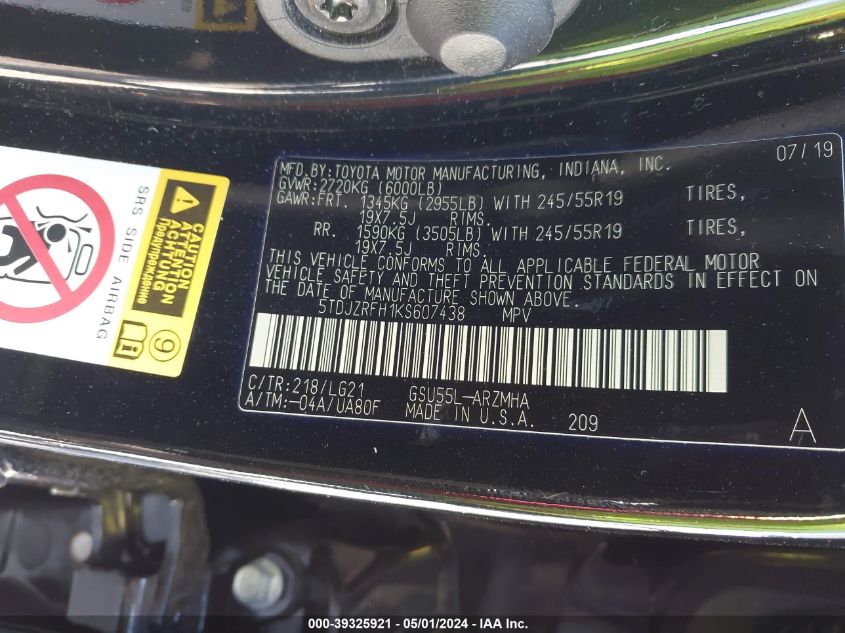 MFD.BY:TOYOTA MOTOR MANUFACTURING, INDIANA, INC. 07/19
GVWR:2720KG (6000LB)
GAWR:FRT. 1345KG (2955LB) WITH 245/55R19 TIRES,
19X7.5J RIMS.
RR. 1590KG (3505LB) WITH 245/55R19 TIRES,
19X7.5J RIMS.
THIS VEHICLE CONFORMS TO ALL APPLICABLE FEDERAL MOTOR
VEHICLE SAFETY AND THEFT PREVENTION STANDARDS IN EFFECT ON
THE DATE OF MANUFACTURE SHOWN ABOVE.
5TDJZRFH1KS607438 MPV
C/TR:218/LG21 GSU55L-ARZMHA
A/TM:-04A/UA80F MADE IN U.S.A. 209
A
SRS SIDE AIRBAG
CAUTION
ATTENTION
ACHTUNG
Предупреждение
9
000-39325921 - 05/01/2024 - IAA Inc.